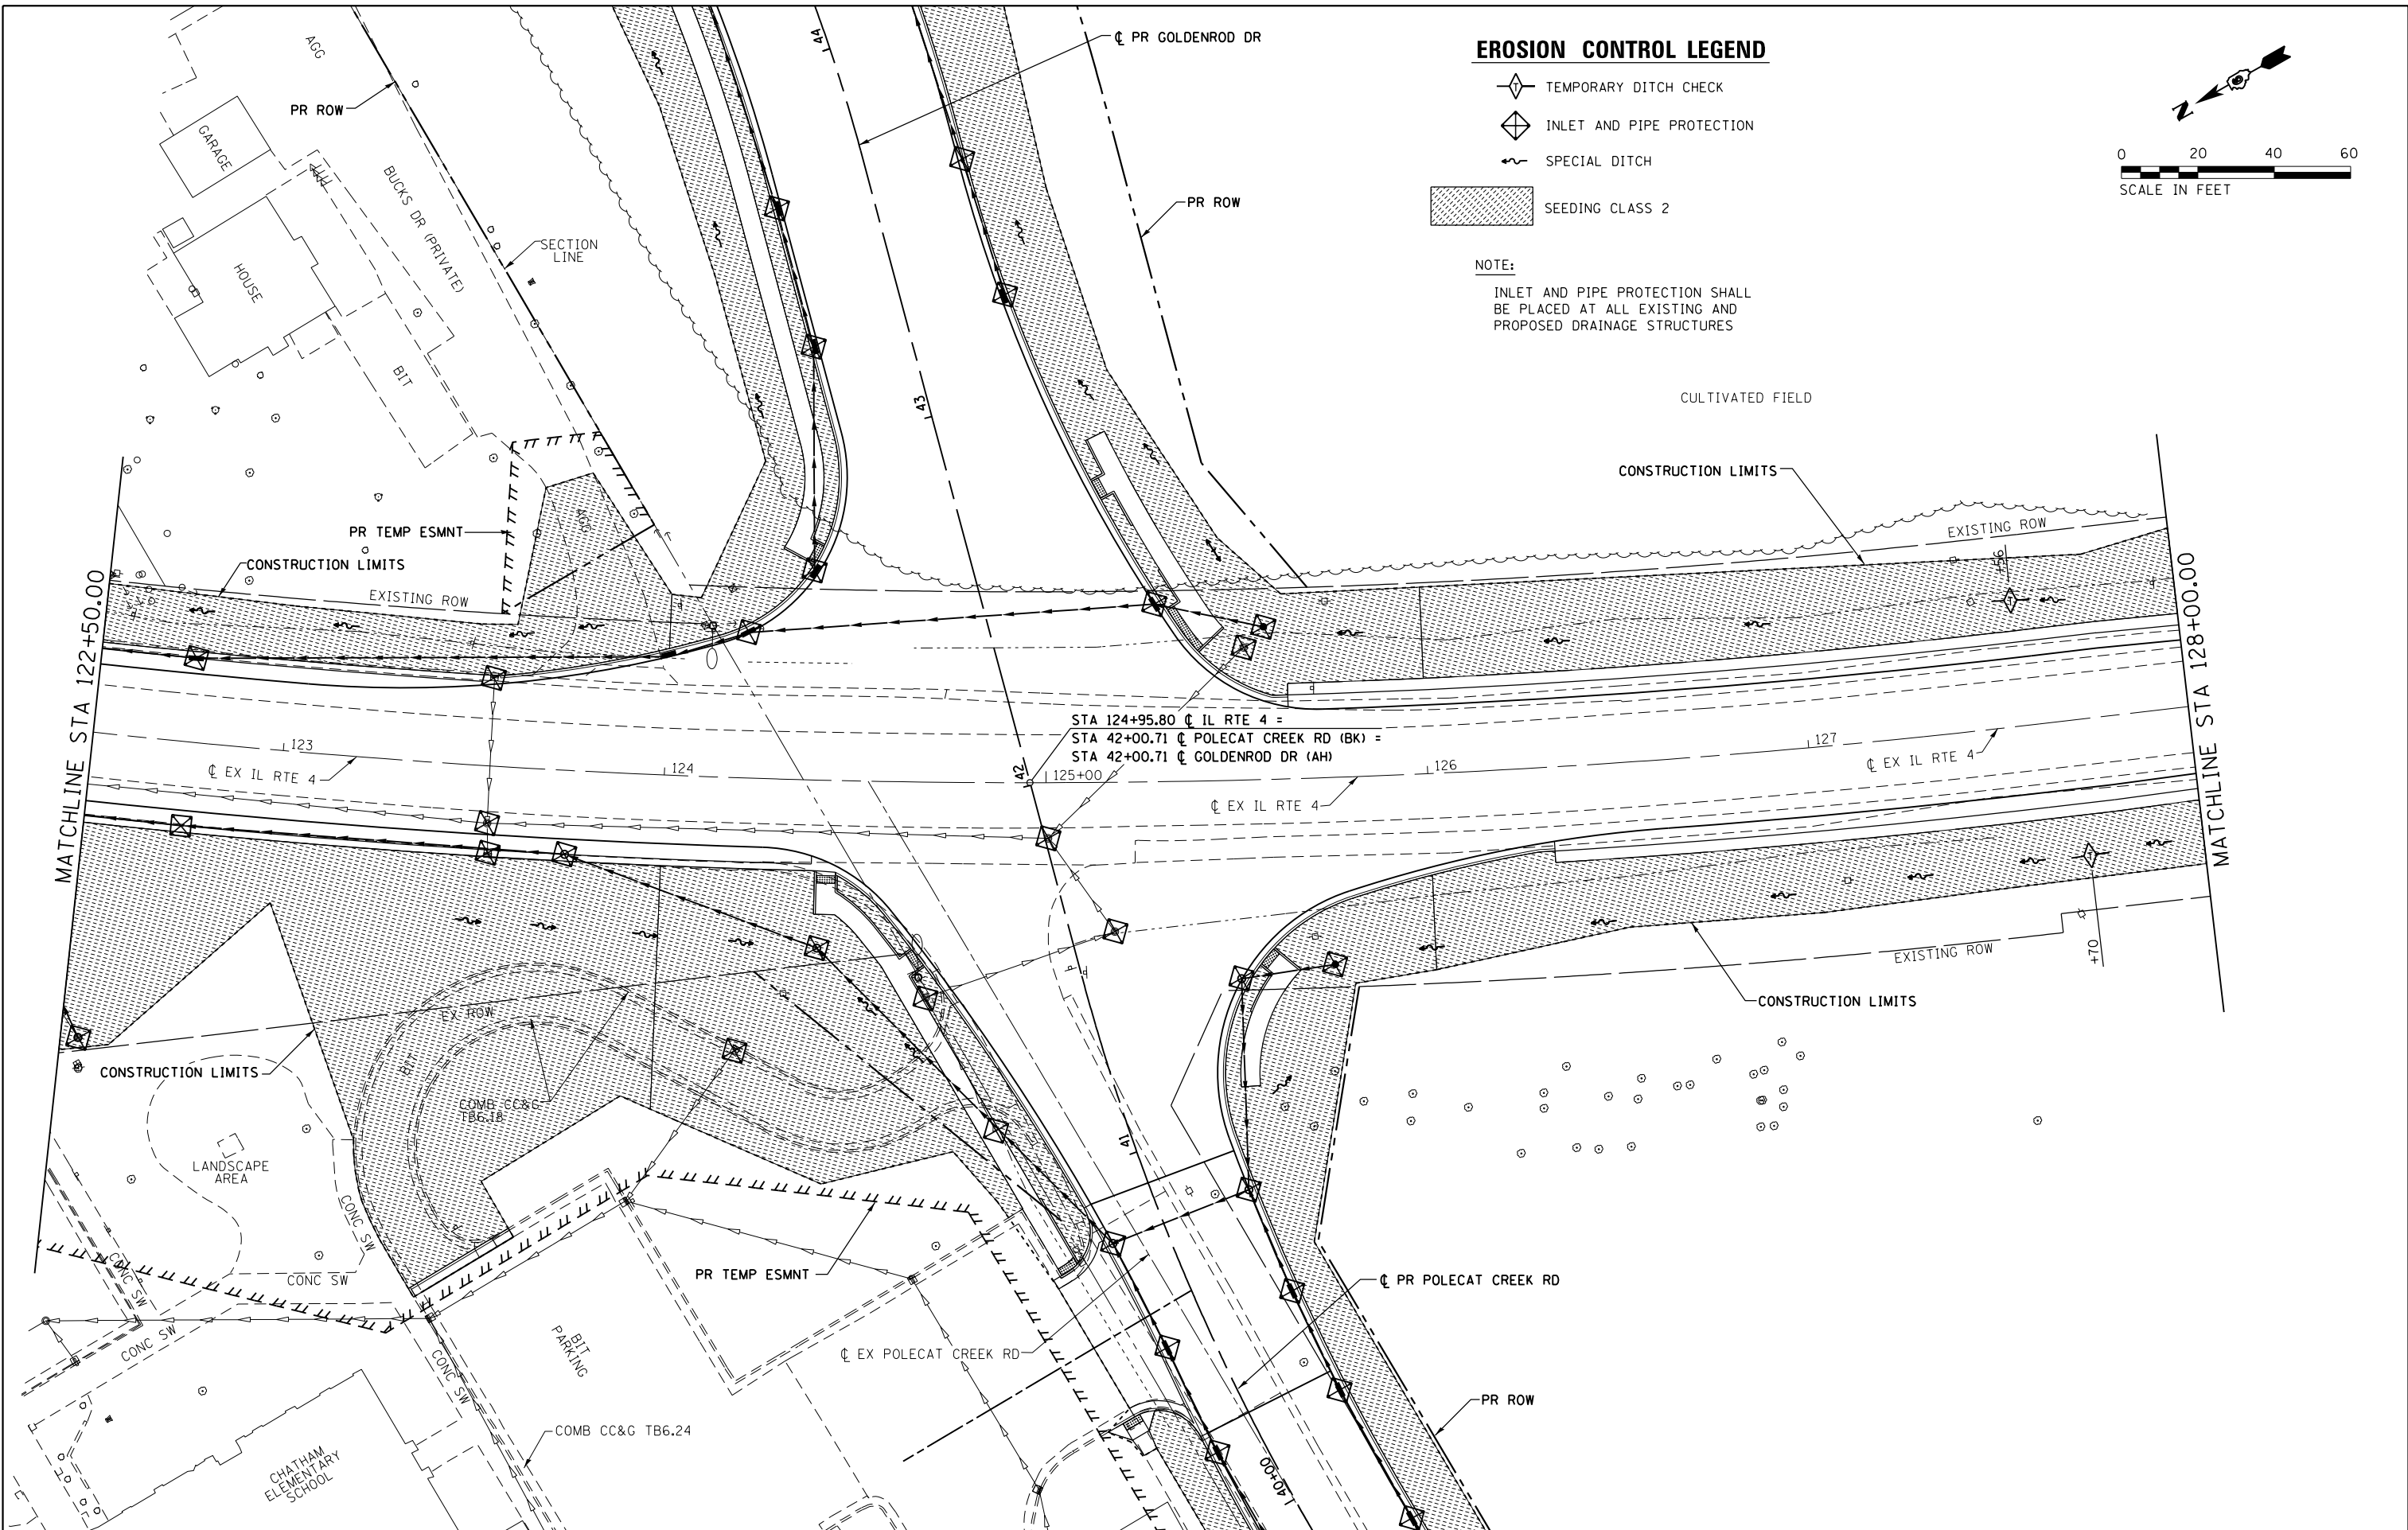 EROSION CONTROL LEGEND
T
TEMPORARY DITCH CHECK
INLET AND PIPE PROTECTION
SPECIAL DITCH
SEEDING CLASS 2
NOTE:
INLET AND PIPE PROTECTION SHALL
BE PLACED AT ALL EXISTING AND
PROPOSED DRAINAGE STRUCTURES
N
0 20 40 60
SCALE IN FEET
44
℄ PR GOLDENROD DR
AGG
PR ROW
GARAGE
BUCKS DR (PRIVATE)
PR ROW
SECTION
LINE
HOUSE
BIT
43
CULTIVATED FIELD
CONSTRUCTION LIMITS
AGG
PR TEMP ESMNT
EXISTING ROW
CONSTRUCTION LIMITS
+56
EXISTING ROW
T
MATCHLINE STA 122+50.00
MATCHLINE STA 128+00.00
STA 124+95.80 ℄ IL RTE 4 =
STA 42+00.71 ℄ POLECAT CREEK RD (BK) =
STA 42+00.71 ℄ GOLDENROD DR (AH)
123
℄ EX IL RTE 4
124
42
125+00
126
℄ EX IL RTE 4
127
℄ EX IL RTE 4
T
+70
EXISTING ROW
CONSTRUCTION LIMITS
EX ROW
BIT
CONSTRUCTION LIMITS
COMB CC&G
TB6.18
41
LANDSCAPE
AREA
CONC SW
CONC SW
CONC SW
CONC SW
CONC SW
PR TEMP ESMNT
℄ PR POLECAT CREEK RD
BIT
PARKING
℄ EX POLECAT CREEK RD
PR ROW
COMB CC&G TB6.24
CHATHAM
ELEMENTARY
SCHOOL
40+00